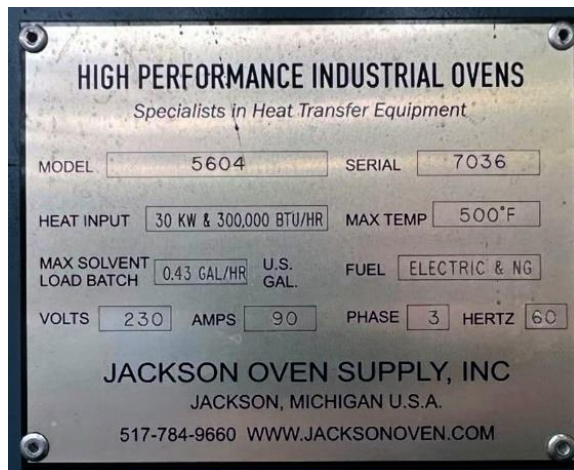 HIGH PERFORMANCE INDUSTRIAL OVENS
Specialists in Heat Transfer Equipment
MODEL 5604 SERIAL 7036
HEAT INPUT 30 KW & 300,000 BTU/HR MAX TEMP 500°F
MAX SOLVENT LOAD BATCH 0.43 GAL/HR U.S. GAL. FUEL ELECTRIC & NG
VOLTS 230 AMPS 90 PHASE 3 HERTZ 60
JACKSON OVEN SUPPLY, INC
JACKSON, MICHIGAN U.S.A.
517-784-9660 WWW.JACKSONOVEN.COM